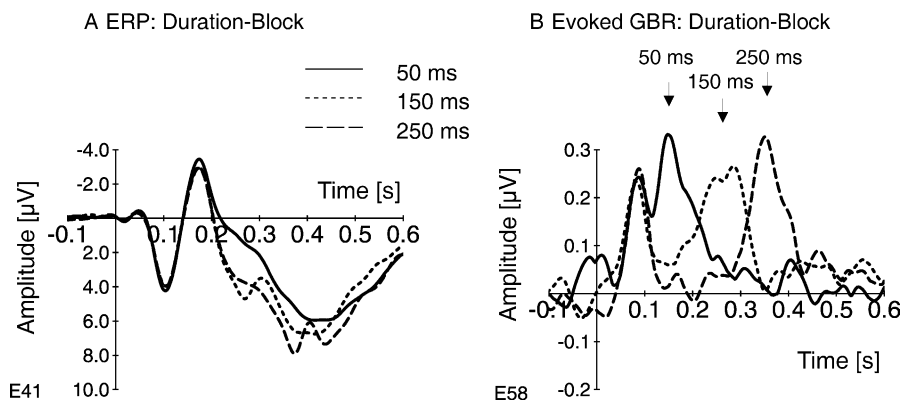 A ERP: Duration-Block
50 ms
150 ms
250 ms
-4.0
-2.0
2.0
4.0
6.0
8.0
10.0
Amplitude [µV]
Time [s]
-0.1
0.1
0.2
0.3
0.4
0.5
0.6
E41
B Evoked GBR: Duration-Block
50 ms
150 ms
250 ms
0.3
0.2
0.1
-0.1
-0.2
Amplitude [µV]
-0.1
0.1
0.2
0.3
0.4
0.5
0.6
Time [s]
E58